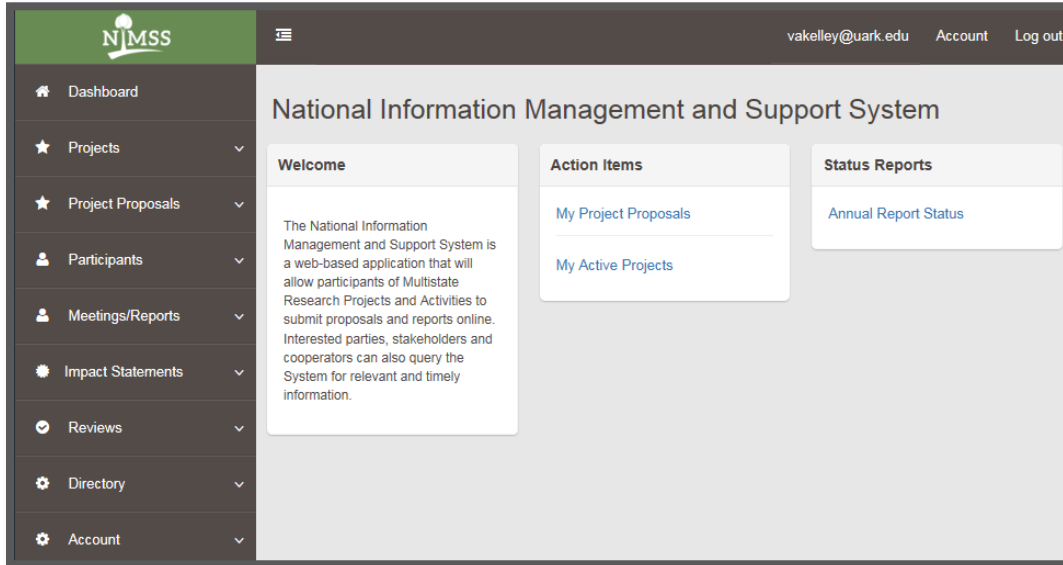 NIMSS
vakelley@uark.edu Account Log out
Dashboard
Projects
Project Proposals
Participants
Meetings/Reports
Impact Statements
Reviews
Directory
Account
National Information Management and Support System
Welcome
The National Information
Management and Support System is
a web-based application that will
allow participants of Multistate
Research Projects and Activities to
submit proposals and reports online.
Interested parties, stakeholders and
cooperators can also query the
System for relevant and timely
information.
Action Items
My Project Proposals
My Active Projects
Status Reports
Annual Report Status